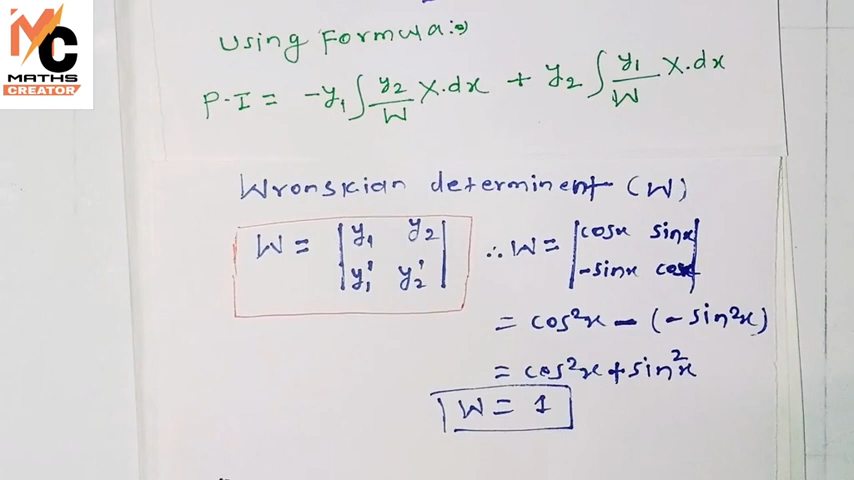 MC
MATHS
CREATOR
Using Formula:⇒
P.I = -y₁ ∫ y₂/W X.dx + y₂ ∫ y₁/W X.dx
Wronskian determinent (W)
W = |y₁ y₂|
|y₁' y₂'|
∴ W = |cosx sinx|
|-sinx cosx|
= cos²x - (-sin²x)
= cos²x + sin²x
W = 1